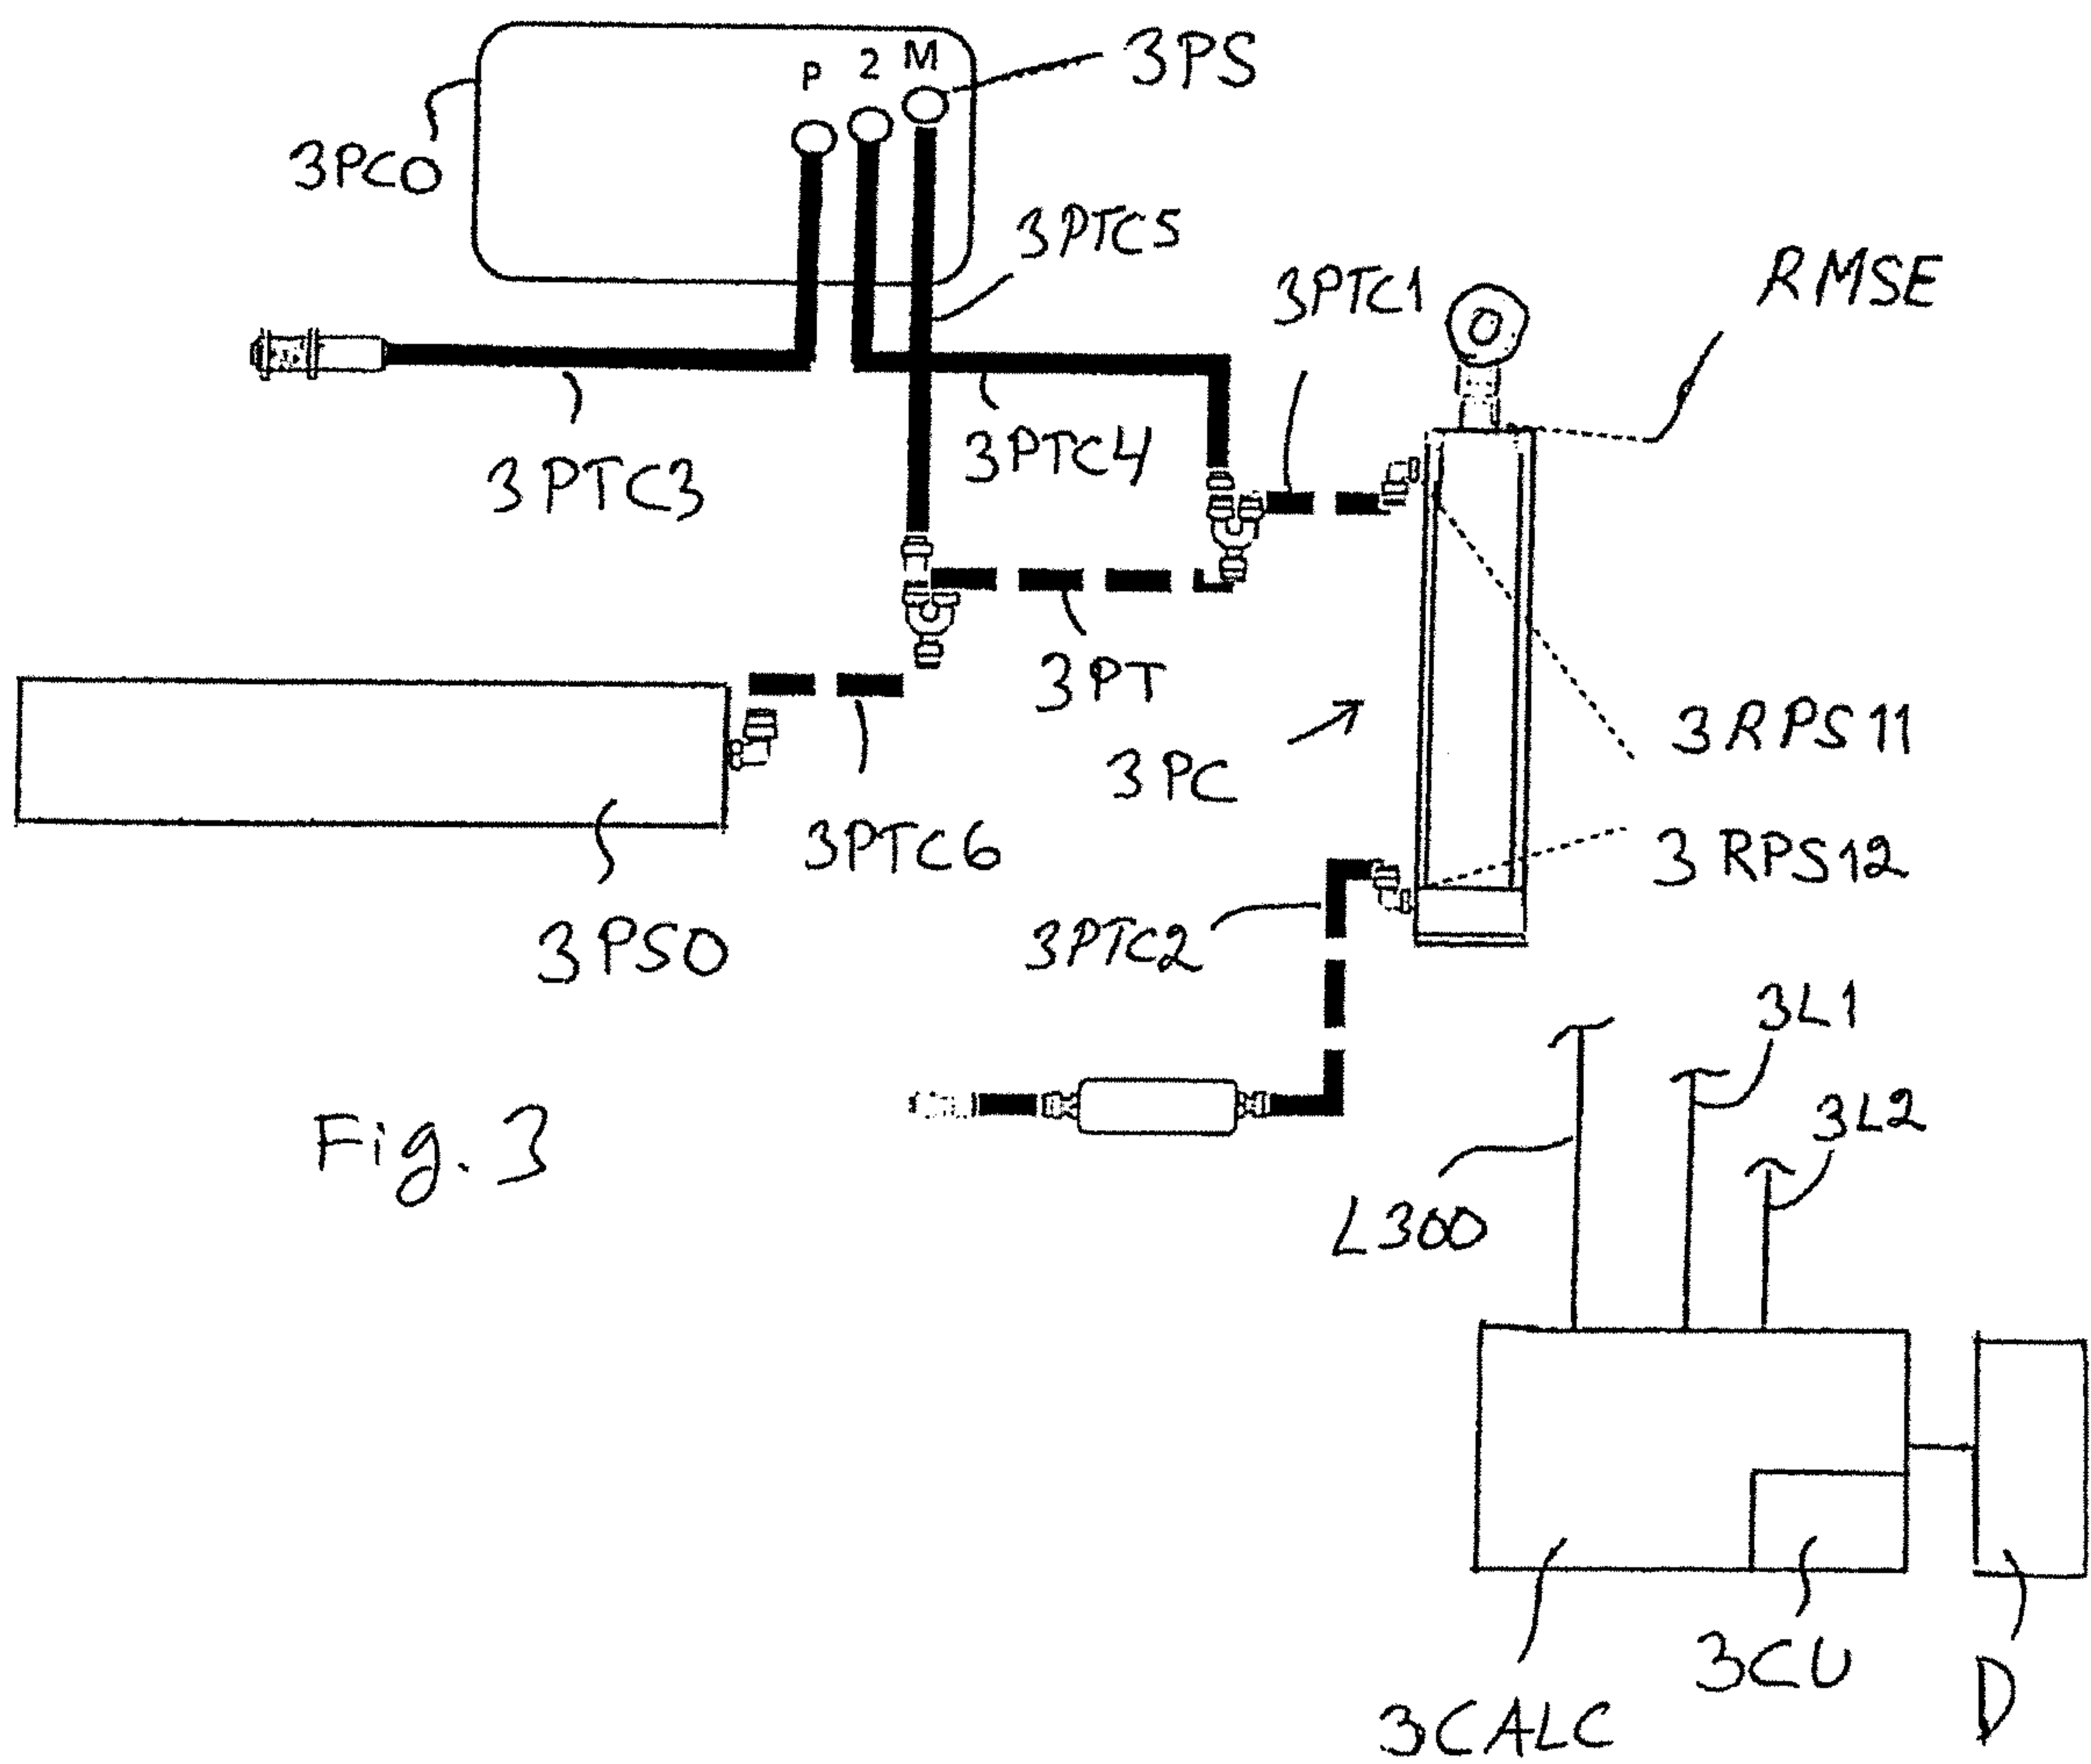 P 2 M
3PS
3PCO
3PTC5
3PTC1
RMSE
3PTC4
3PTC3
3PT
3RPS11
3PC
3PTC6
3RPS12
3PSO
3PTC2
3L1
3L2
Fig. 3
L300
3CU
D
3CALC